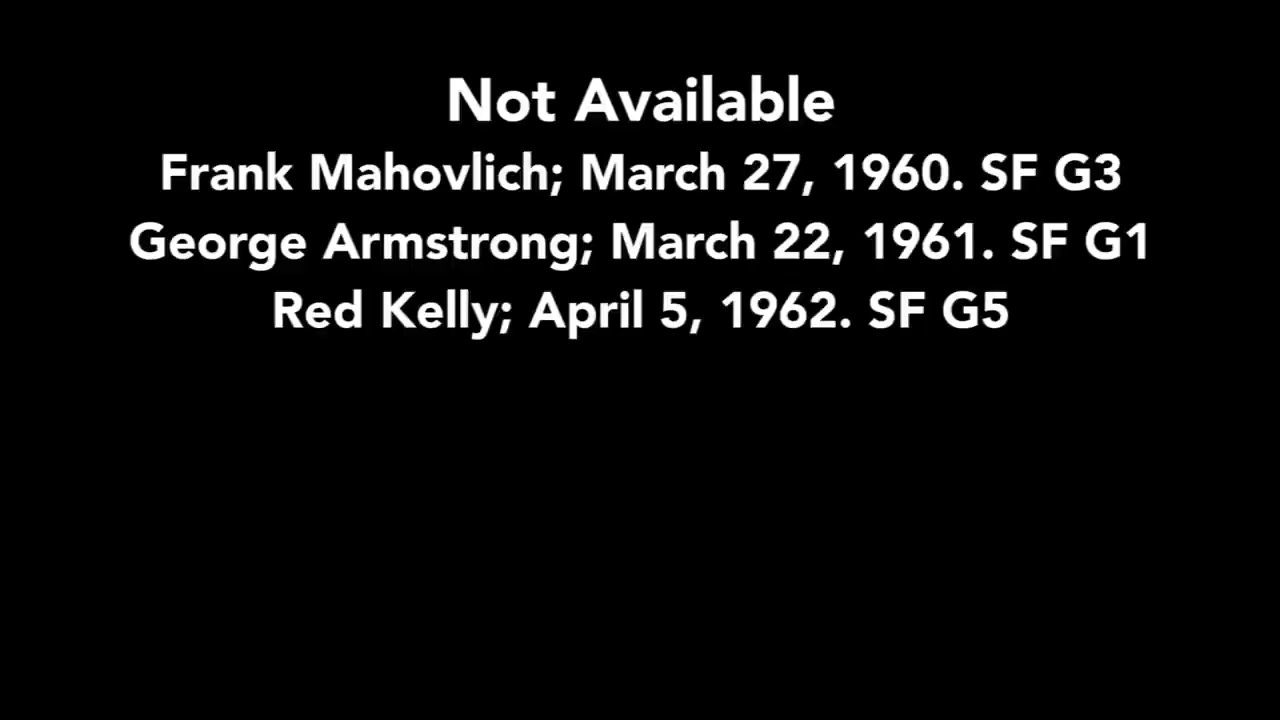 Not Available
Frank Mahovlich; March 27, 1960. SF G3
George Armstrong; March 22, 1961. SF G1
Red Kelly; April 5, 1962. SF G5